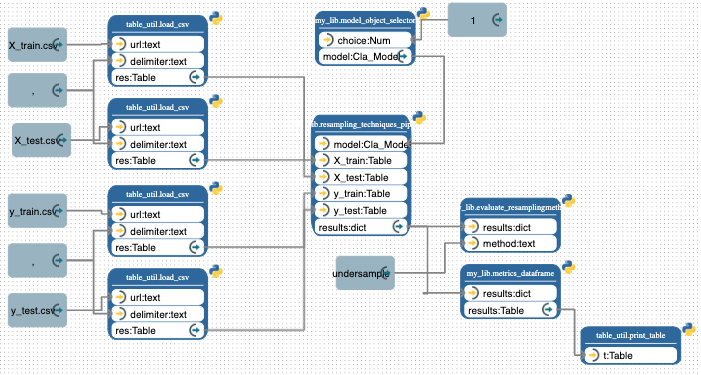 X_train.csv
,
X_test.csv
y_train.csv
,
y_test.csv
table_util.load_csv
url:text
delimiter:text
res:Table
table_util.load_csv
url:text
delimiter:text
res:Table
table_util.load_csv
url:text
delimiter:text
res:Table
table_util.load_csv
url:text
delimiter:text
res:Table
my_lib.model_object_selector
choice:Num
model:Cla_Model
1
lib.resampling_techniques_pip
model:Cla_Mode
X_train:Table
X_test:Table
y_train:Table
y_test:Table
results:dict
undersample
_lib.evaluate_resamplingmeth
results:dict
method:text
my_lib.metrics_dataframe
results:dict
results:Table
table_util.print_table
t:Table